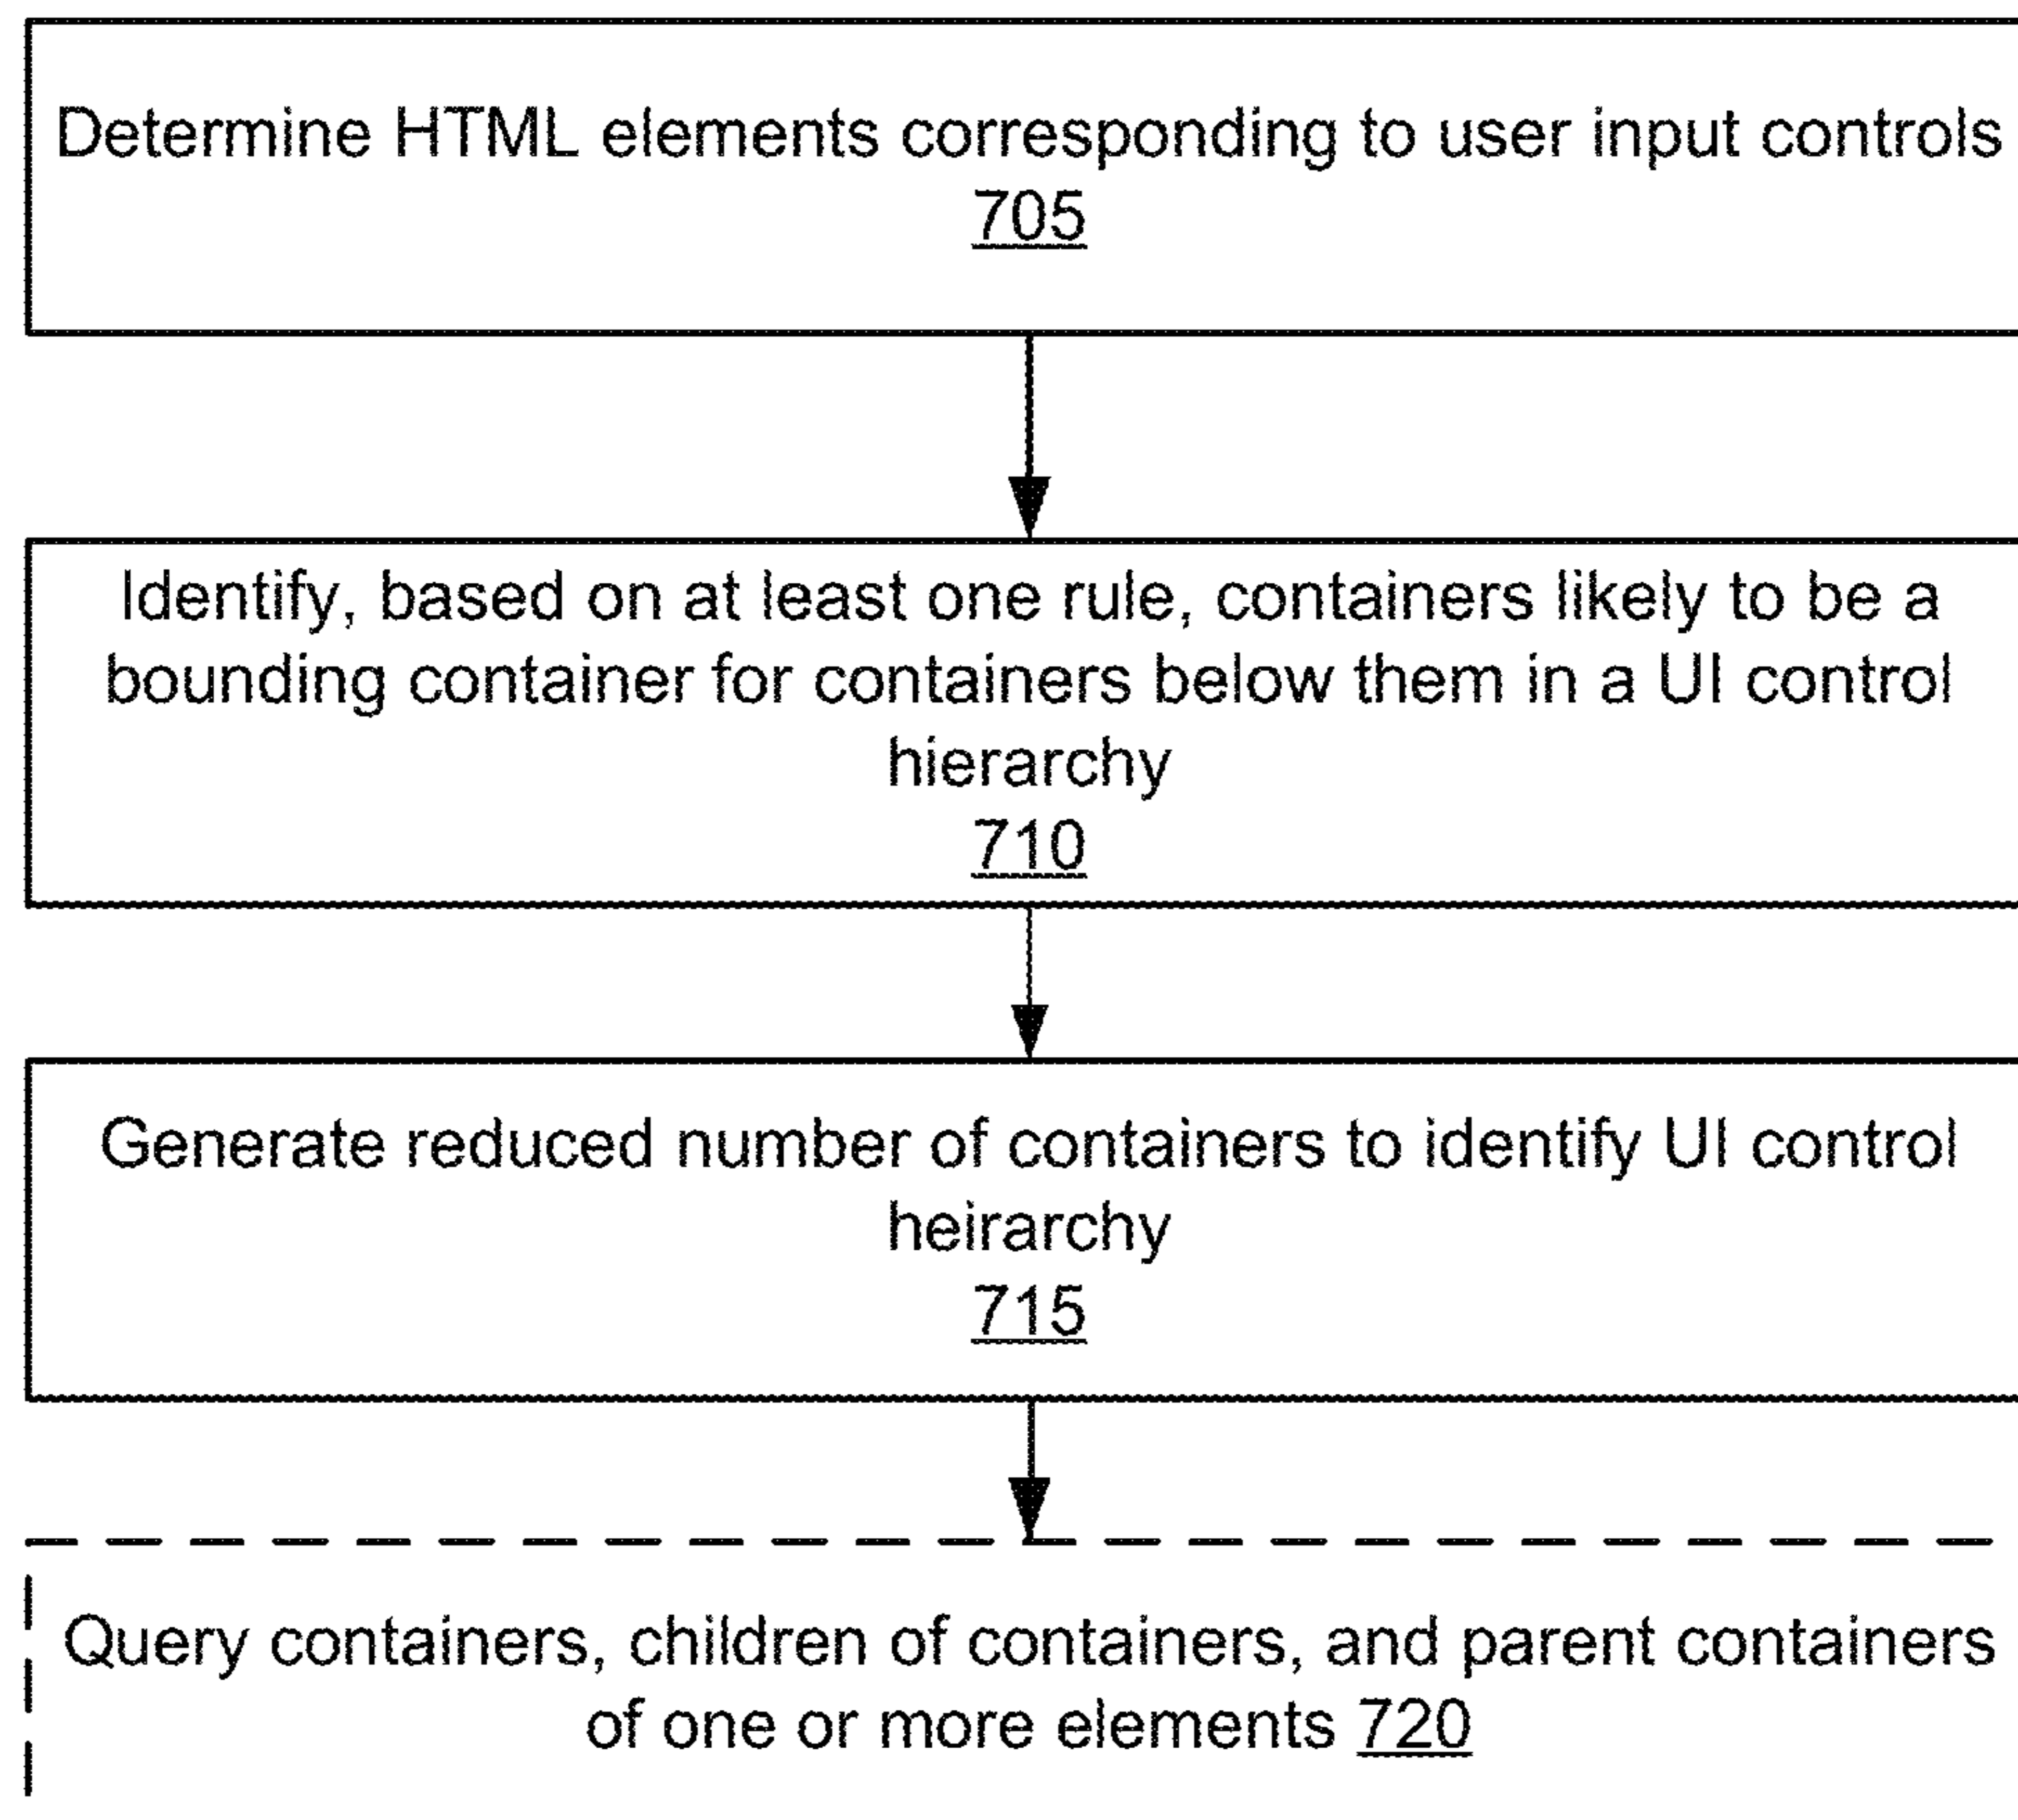 Determine HTML elements corresponding to user input controls
705
Identify, based on at least one rule, containers likely to be a
bounding container for containers below them in a UI control
hierarchy
710
Generate reduced number of containers to identify UI control
heirarchy
715
Query containers, children of containers, and parent containers
of one or more elements 720